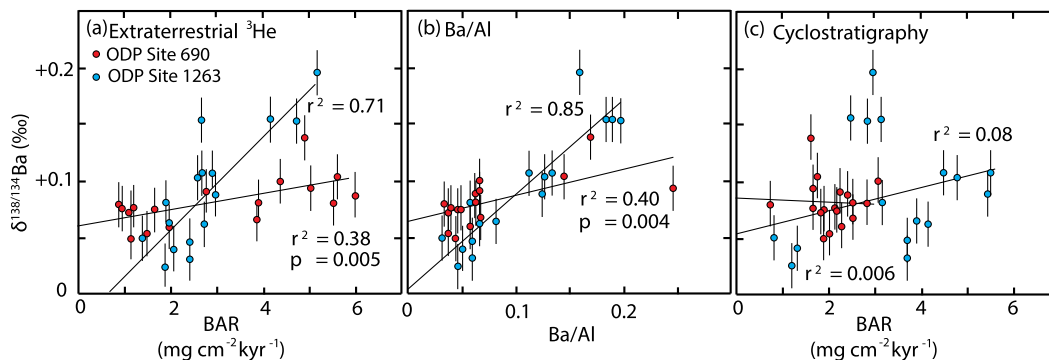 (a) Extraterrestrial ³He
ODP Site 690
ODP Site 1263
r² = 0.71
r² = 0.38
p = 0.005
δ¹³⁸/¹³⁴Ba (‰)
+0.2
+0.1
0
0 2 4 6
BAR
(mg cm⁻²kyr⁻¹)
(b) Ba/Al
r² = 0.85
r² = 0.40
p = 0.004
0.1 0.2
Ba/Al
(c) Cyclostratigraphy
r² = 0.08
r² = 0.006
0 2 4 6
BAR
(mg cm⁻²kyr⁻¹)